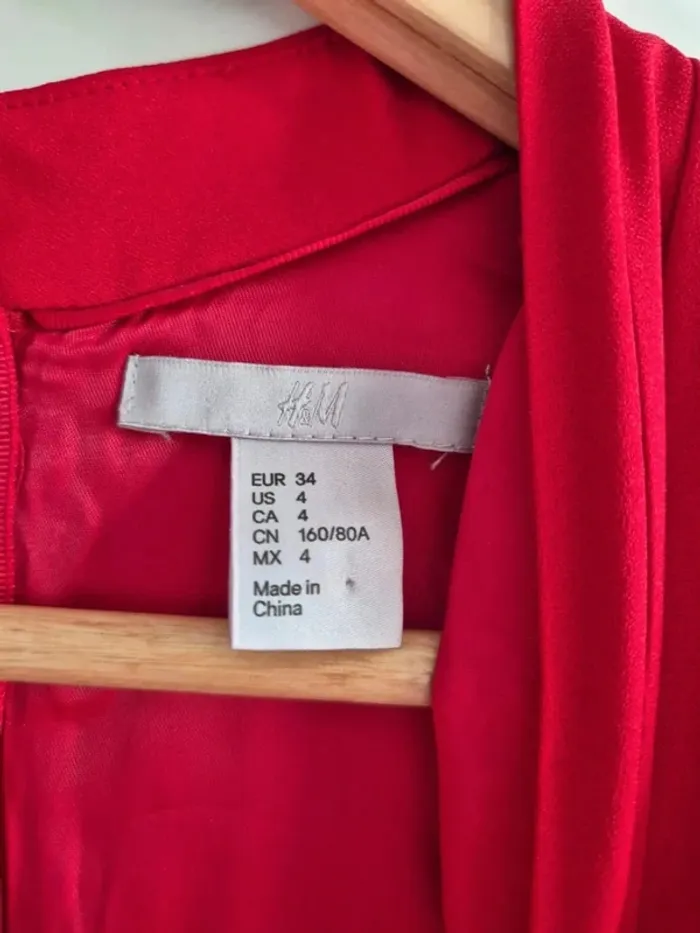 H&M
EUR 34
US 4
CA 4
CN 160/80A
MX 4
Made in
China